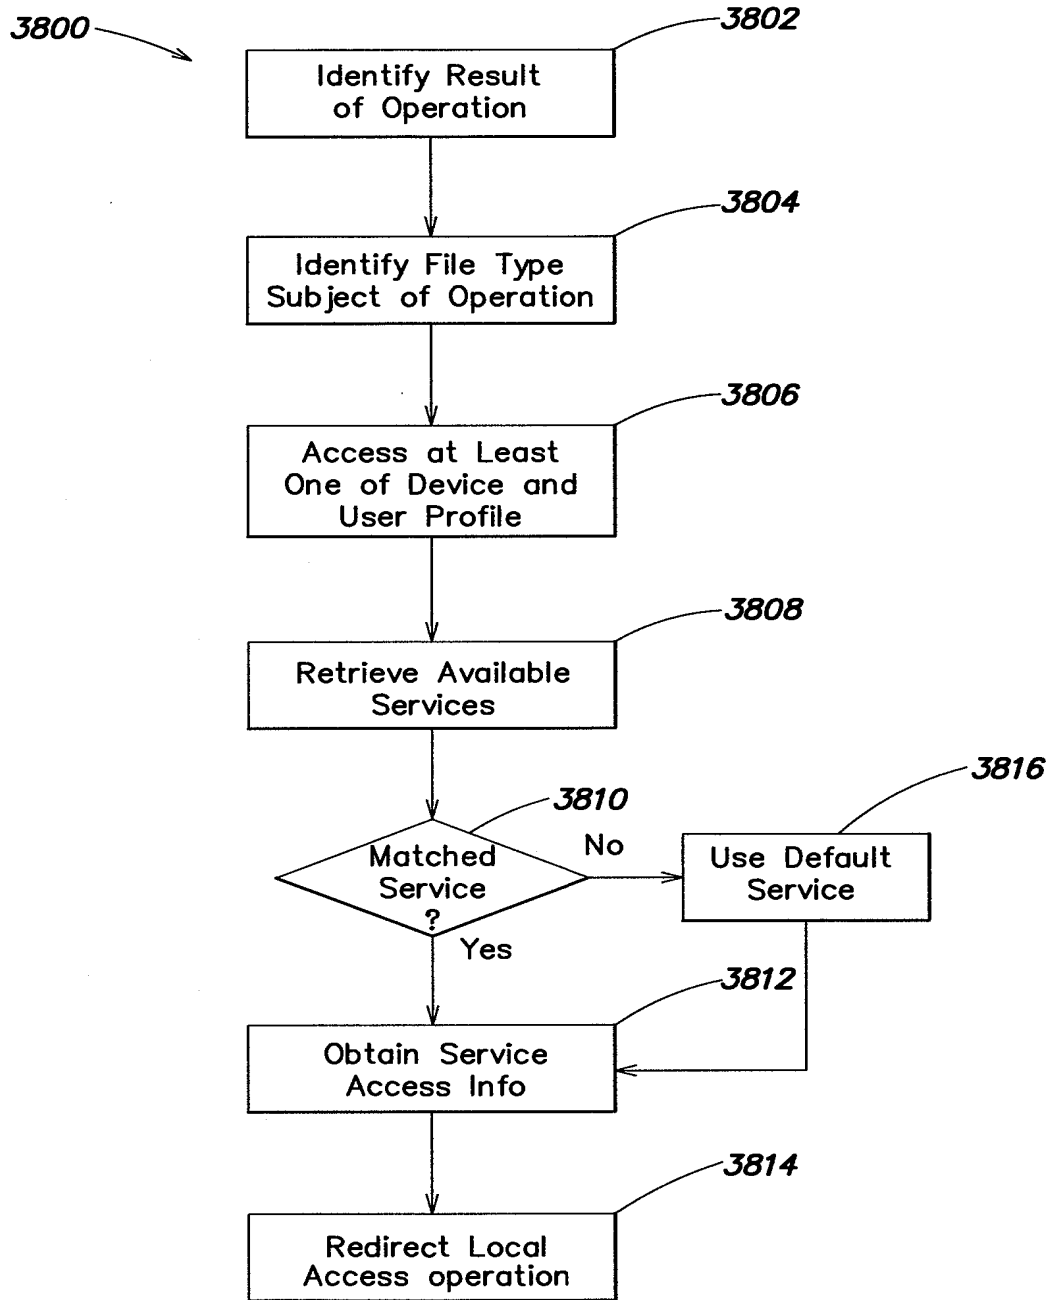 3800
3802
Identify Result
of Operation
3804
Identify File Type
Subject of Operation
3806
Access at Least
One of Device and
User Profile
3808
Retrieve Available
Services
3810
Matched
Service
?
No
Yes
3816
Use Default
Service
3812
Obtain Service
Access Info
3814
Redirect Local
Access operation